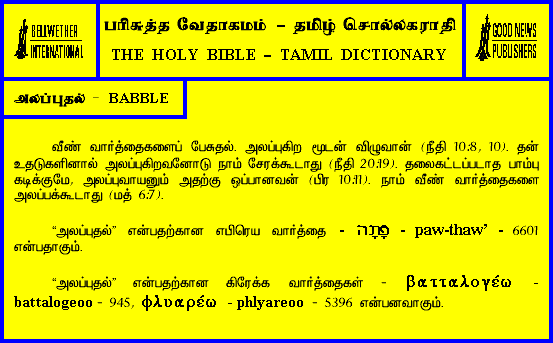 BELLWETHER
INTERNATIONAL
பரிசுத்த வேதாகமம் – தமிழ் சொல்லகராதி
THE HOLY BIBLE – TAMIL DICTIONARY
GOOD NEWS
PUBLISHERS
அலப்புதல் – BABBLE
வீண் வார்த்தைகளைப் பேசுதல். அலப்புகிற மூடன் விழுவான் (நீதி 10:8, 10). தன்
உதடுகளினால் அலப்புகிறவனோடு நாம் சேரக்கூடாது (நீதி 20:19). தலைகட்டப்படாத பாம்பு
கடிக்குமே, அலப்புவாயனும் அதற்கு ஒப்பானவன் (பிர 10:11). நாம் வீண் வார்த்தைகளை
அலப்பக்கூடாது (மத் 6:7).
“அலப்புதல்” என்பதற்கான எபிரெய வார்த்தை - פָּתָה - paw-thaw’ - 6601
என்பதாகும்.
“அலப்புதல்” என்பதற்கான கிரேக்க வார்த்தைகள் - βατταλογέω -
battalogeoo - 945, φλυαρέω - phlyareoo - 5396 என்பனவாகும்.